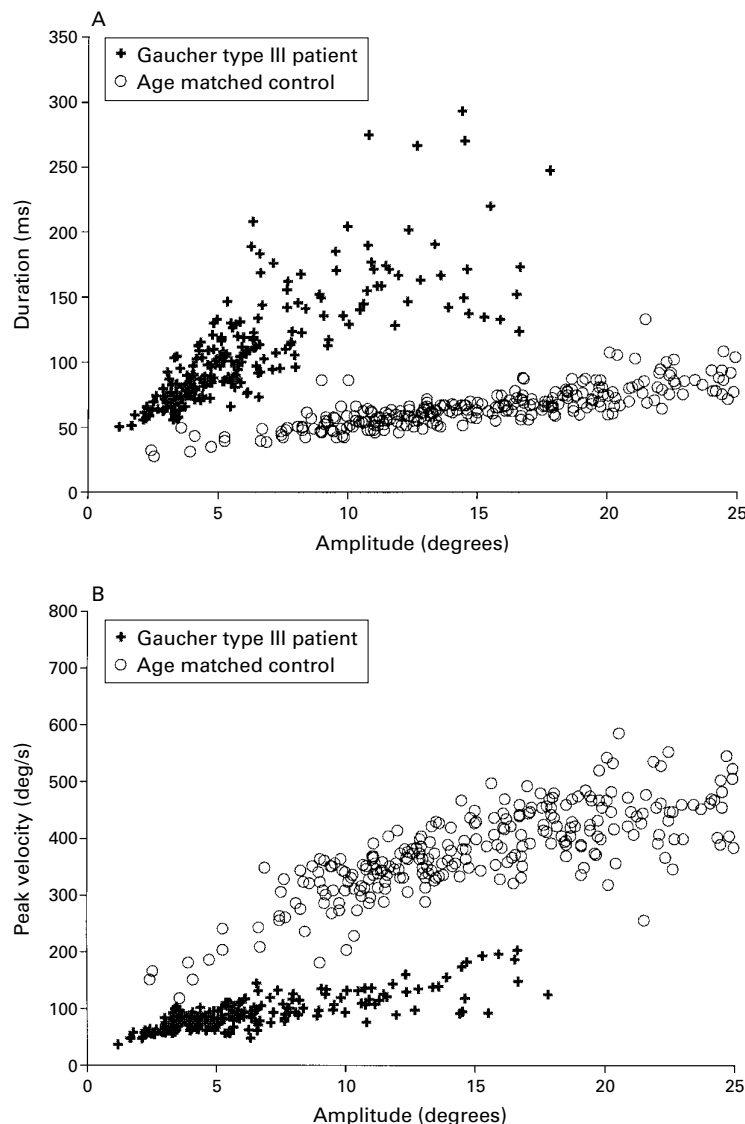 A
350
300
250
200
150
100
50
0
Duration (ms)
Gaucher type III patient
Age matched control
0 5 10 15 20 25
Amplitude (degrees)
B
800
700
600
500
400
300
200
100
0
Peak velocity (deg/s)
Gaucher type III patient
Age matched control
0 5 10 15 20 25
Amplitude (degrees)